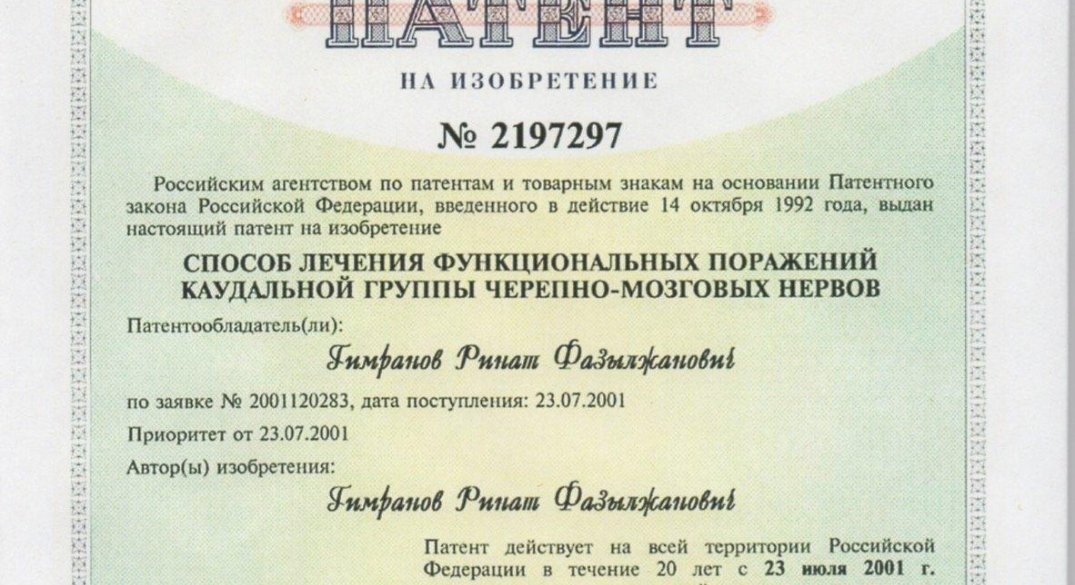 ПАТЕНТ
НА ИЗОБРЕТЕНИЕ
№ 2197297
Российским агентством по патентам и товарным знакам на основании Патентного
закона Российской Федерации, введенного в действие 14 октября 1992 года, выдан
настоящий патент на изобретение
СПОСОБ ЛЕЧЕНИЯ ФУНКЦИОНАЛЬНЫХ ПОРАЖЕНИЙ
КАУДАЛЬНОЙ ГРУППЫ ЧЕРЕПНО-МОЗГОВЫХ НЕРВОВ
Патентообладатель(ли):
Гимранов Ринат Фазылжанович
по заявке № 2001120283, дата поступления: 23.07.2001
Приоритет от 23.07.2001
Автор(ы) изобретения:
Гимранов Ринат Фазылжанович
Патент действует на всей территории Российской
Федерации в течение 20 лет с 23 июля 2001 г.